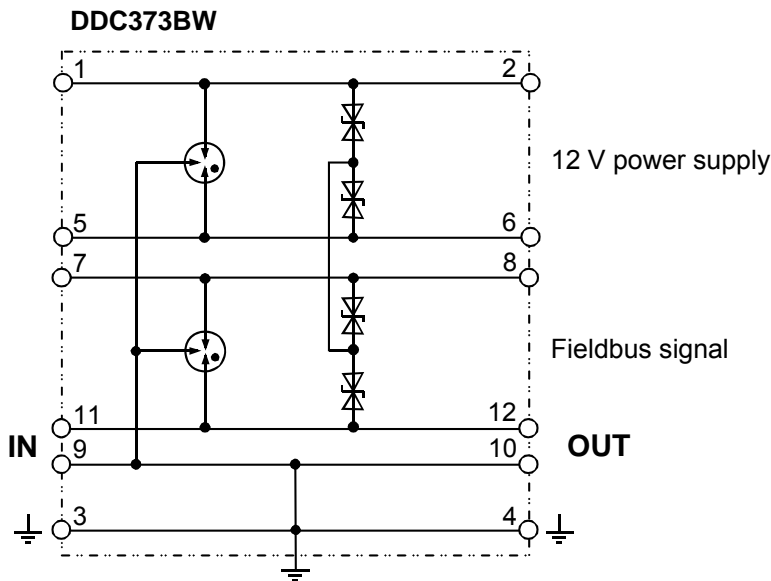 DDC373BW
1 2
12 V power supply
5 6
7 8
Fieldbus signal
11 12
IN 9 10 OUT
3 4